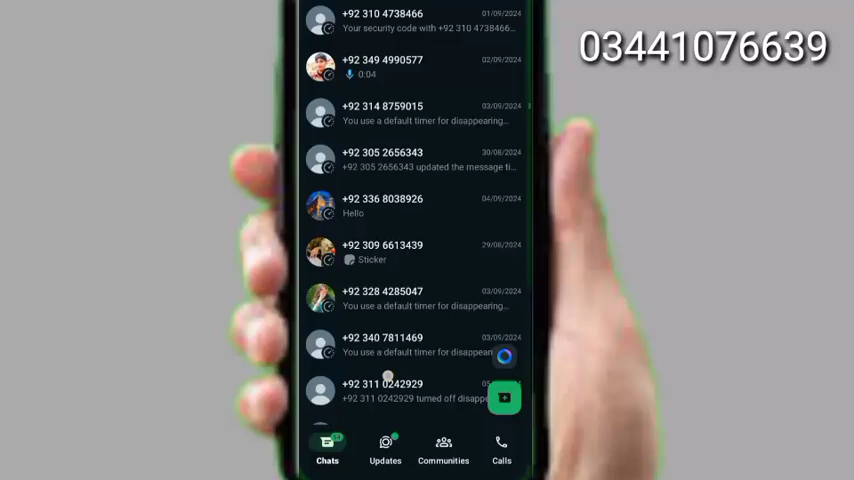 03441076639
+92 310 4738466 01/09/2024
Your security code with +92 310 4738466...
+92 349 4990577 02/09/2024
0:04
+92 314 8759015 03/09/2024
You use a default timer for disappearing...
+92 305 2656343 30/08/2024
+92 305 2656343 updated the message ti...
+92 336 8038926 04/09/2024
Hello
+92 309 6613439 29/08/2024
Sticker
+92 328 4285047 03/09/2024
You use a default timer for disappearing...
+92 340 7811469 03/09/2024
You use a default timer for disappearin
+92 311 0242929
+92 311 0242929 turned off disappe
Chats Updates Communities Calls